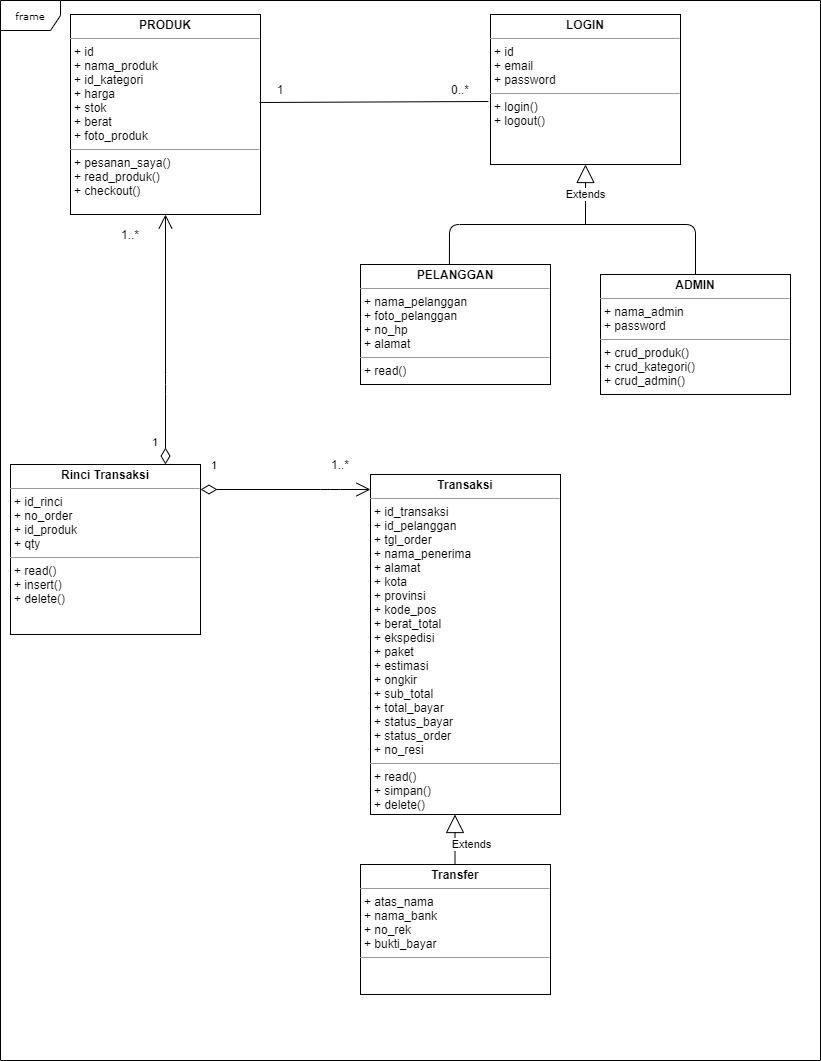 frame
PRODUK
+ id
+ nama_produk
+ id_kategori
+ harga
+ stok
+ berat
+ foto_produk
+ pesanan_saya()
+ read_produk()
+ checkout()
1
0..*
LOGIN
+ id
+ email
+ password
+ login()
+ logout()
Extends
1..*
PELANGGAN
+ nama_pelanggan
+ foto_pelanggan
+ no_hp
+ alamat
+ read()
ADMIN
+ nama_admin
+ password
+ crud_produk()
+ crud_kategori()
+ crud_admin()
1
Rinci Transaksi
+ id_rinci
+ no_order
+ id_produk
+ qty
+ read()
+ insert()
+ delete()
1
1..*
Transaksi
+ id_transaksi
+ id_pelanggan
+ tgl_order
+ nama_penerima
+ alamat
+ kota
+ provinsi
+ kode_pos
+ berat_total
+ ekspedisi
+ paket
+ estimasi
+ ongkir
+ sub_total
+ total_bayar
+ status_bayar
+ status_order
+ no_resi
+ read()
+ simpan()
+ delete()
Extends
Transfer
+ atas_nama
+ nama_bank
+ no_rek
+ bukti_bayar